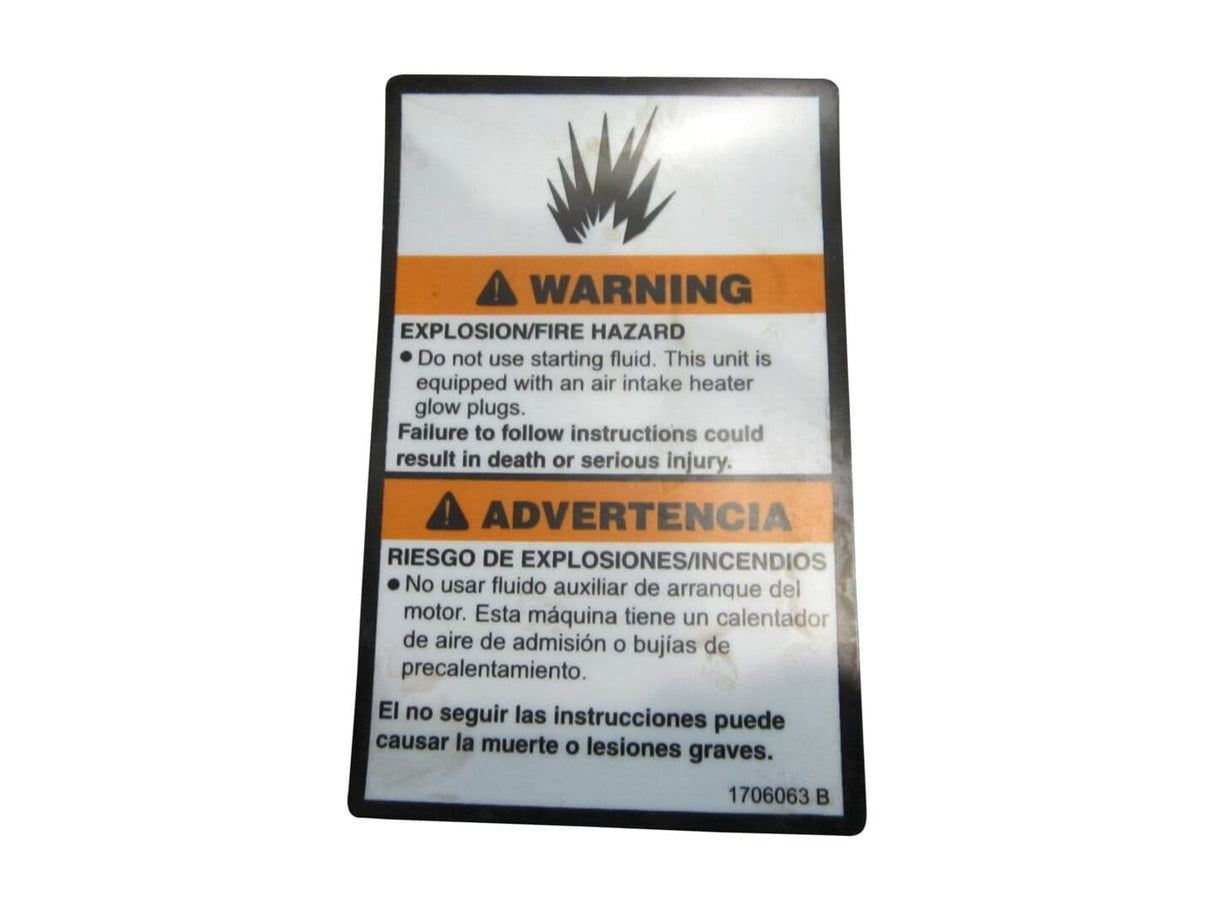 WARNING
EXPLOSION/FIRE HAZARD
● Do not use starting fluid. This unit is
equipped with an air intake heater
glow plugs.
Failure to follow instructions could
result in death or serious injury.
ADVERTENCIA
RIESGO DE EXPLOSIONES/INCENDIOS
● No usar fluido auxiliar de arranque del
motor. Esta máquina tiene un calentador
de aire de admisión o bujías de
precalentamiento.
El no seguir las instrucciones puede
causar la muerte o lesiones graves.
1706063 B